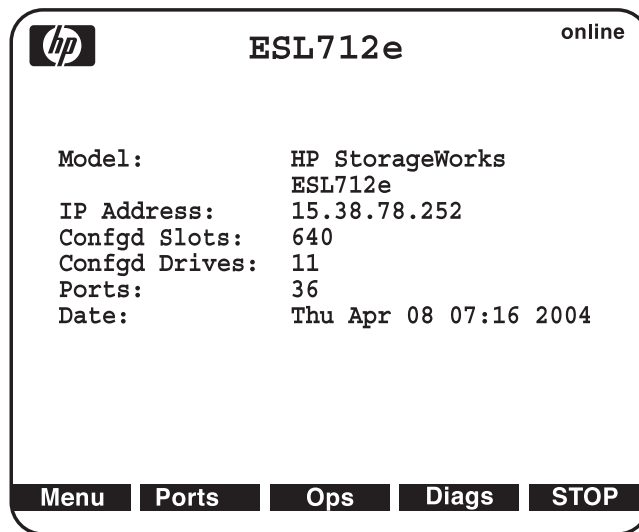 hp ESL712e online
Model: HP StorageWorks
ESL712e
IP Address: 15.38.78.252
Confgd Slots: 640
Confgd Drives: 11
Ports: 36
Date: Thu Apr 08 07:16 2004
Menu Ports Ops Diags STOP